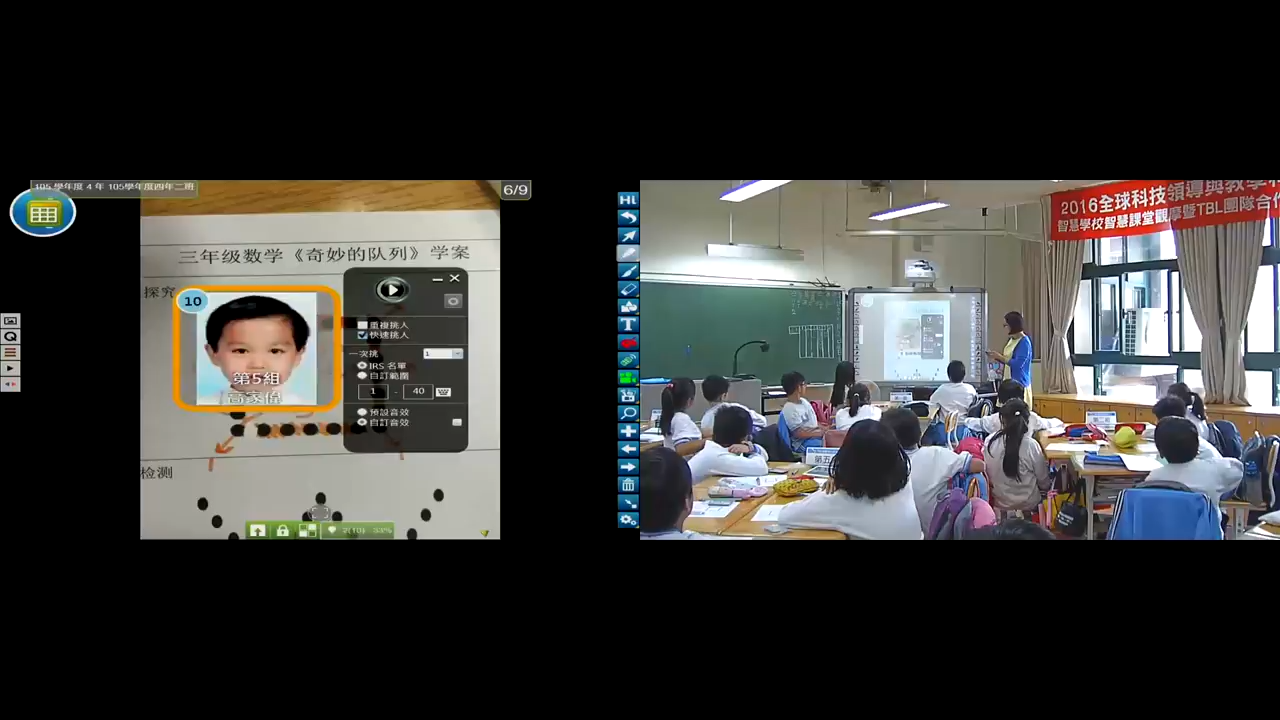 105 學年度 4 年 105學年度四年二班
6/9
三年级数学《奇妙的队列》学案
探究
10
第5組
重複挑人
快速挑人
一次挑 1
IRS 名單
自訂範圍
1 - 40
預設音效
自訂音效
检测
HL
T
2016全球科技領導與教學
智慧學校智慧課堂觀摩暨TBL團隊合作
第五